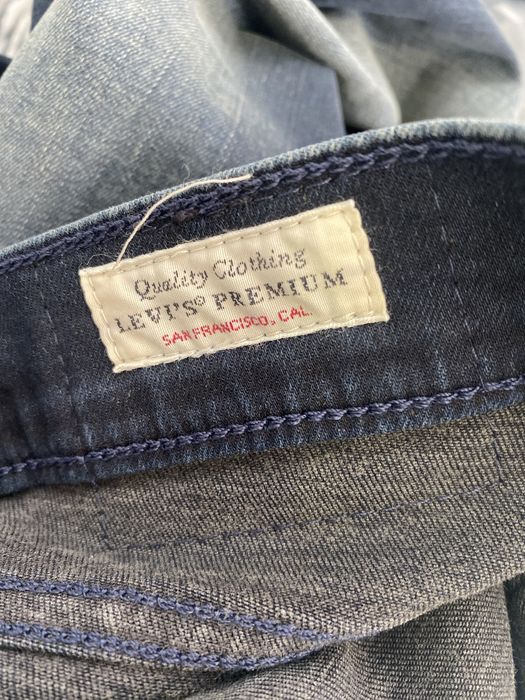 Quality Clothing
LEVI'S® PREMIUM
SAN FRANCISCO, CAL.